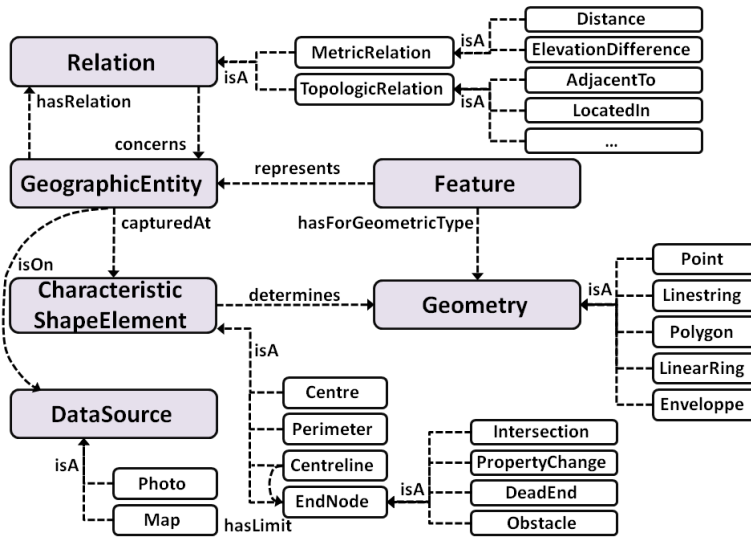 Distance
isA
Relation
MetricRelation
ElevationDifference
isA
TopologicRelation
AdjacentTo
isA
hasRelation
LocatedIn
concerns
...
represents
GeographicEntity
Feature
capturedAt
hasForGeometricType
isOn
Point
isA
Characteristic
ShapeElement
determines
Geometry
Linestring
Polygon
isA
LinearRing
Centre
Enveloppe
DataSource
Perimeter
Intersection
isA
Centreline
PropertyChange
Photo
isA
EndNode
DeadEnd
Map
hasLimit
Obstacle